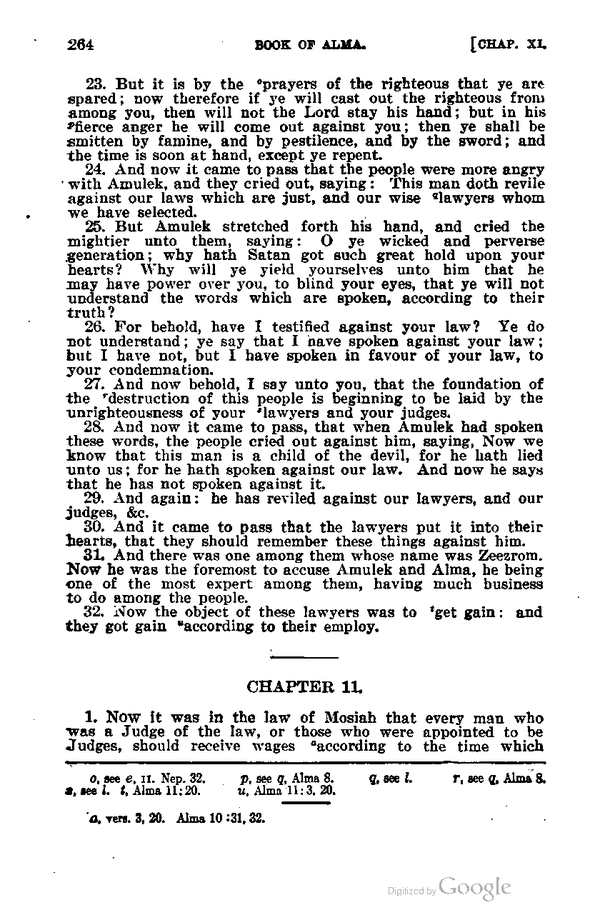 264 BOOK OF ALMA. [CHAP. XI.
23. But it is by the ᵒprayers of the righteous that ye are
spared; now therefore if ye will cast out the righteous from
among you, then will not the Lord stay his hand; but in his
ᵖfierce anger he will come out against you; then ye shall be
smitten by famine, and by pestilence, and by the sword; and
the time is soon at hand, except ye repent.
24. And now it came to pass that the people were more angry
with Amulek, and they cried out, saying: This man doth revile
against our laws which are just, and our wise qlawyers whom
we have selected.
25. But Amulek stretched forth his hand, and cried the
mightier unto them, saying: O ye wicked and perverse
generation; why hath Satan got such great hold upon your
hearts? Why will ye yield yourselves unto him that he
may have power over you, to blind your eyes, that ye will not
understand the words which are spoken, according to their
truth?
26. For behold, have I testified against your law? Ye do
not understand; ye say that I have spoken against your law;
but I have not, but I have spoken in favour of your law, to
your condemnation.
27. And now behold, I say unto you, that the foundation of
the ʳdestruction of this people is beginning to be laid by the
unrighteousness of your ˢlawyers and your judges.
28. And now it came to pass, that when Amulek had spoken
these words, the people cried out against him, saying, Now we
know that this man is a child of the devil, for he hath lied
unto us; for he hath spoken against our law. And now he says
that he has not spoken against it.
29. And again: he has reviled against our lawyers, and our
judges, &c.
30. And it came to pass that the lawyers put it into their
hearts, that they should remember these things against him.
31. And there was one among them whose name was Zeezrom.
Now he was the foremost to accuse Amulek and Alma, he being
one of the most expert among them, having much business
to do among the people.
32. Now the object of these lawyers was to ᵗget gain: and
they got gain ᵘaccording to their employ.
CHAPTER 11.
1. Now it was in the law of Mosiah that every man who
was a Judge of the law, or those who were appointed to be
Judges, should receive wages ᵃaccording to the time which
o, see e, II. Nep. 32. p, see q, Alma 8. q, see l. r, see q, Alma 8.
s, see l. t, Alma 11:20. u, Alma 11:3, 20.
a, vers. 3, 20. Alma 10:31, 32.
Digitized by Google